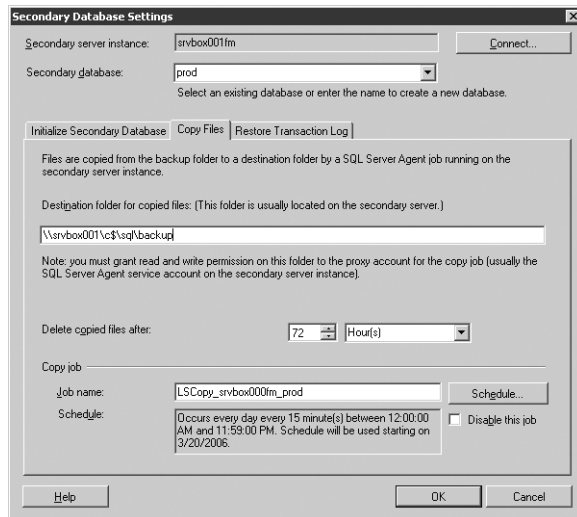 Secondary Database Settings
Secondary server instance:
srvbox001fm
Connect...
Secondary database:
prod
Select an existing database or enter the name to create a new database.
Initialize Secondary Database
Copy Files
Restore Transaction Log
Files are copied from the backup folder to a destination folder by a SQL Server Agent job running on the
secondary server instance.
Destination folder for copied files: (This folder is usually located on the secondary server.)
\\srvbox001\c$\sql\backup
Note: you must grant read and write permission on this folder to the proxy account for the copy job (usually the
SQL Server Agent service account on the secondary server instance).
Delete copied files after:
72
Hour(s)
Copy job
Job name:
LSCopy_srvbox000fm_prod
Schedule...
Schedule:
Occurs every day every 15 minute(s) between 12:00:00
AM and 11:59:00 PM. Schedule will be used starting on
3/20/2006.
Disable this job
Help
OK
Cancel